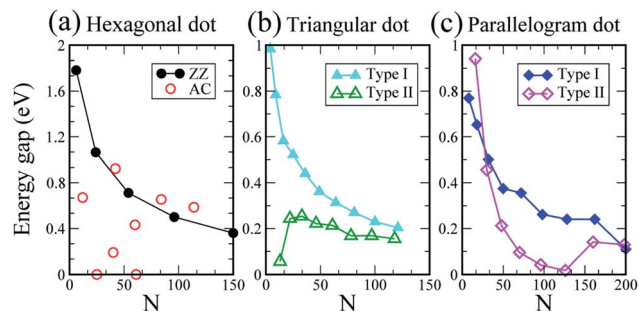 (a) Hexagonal dot
(b) Triangular dot
(c) Parallelogram dot
Energy gap (eV)
2
1.6
1.2
0.8
0.4
0
ZZ
AC
0
50
100
150
N
1
0.8
0.6
0.4
0.2
0
Type I
Type II
0
50
100
150
N
1
0.8
0.6
0.4
0.2
0
Type I
Type II
0
50
100
150
200
N